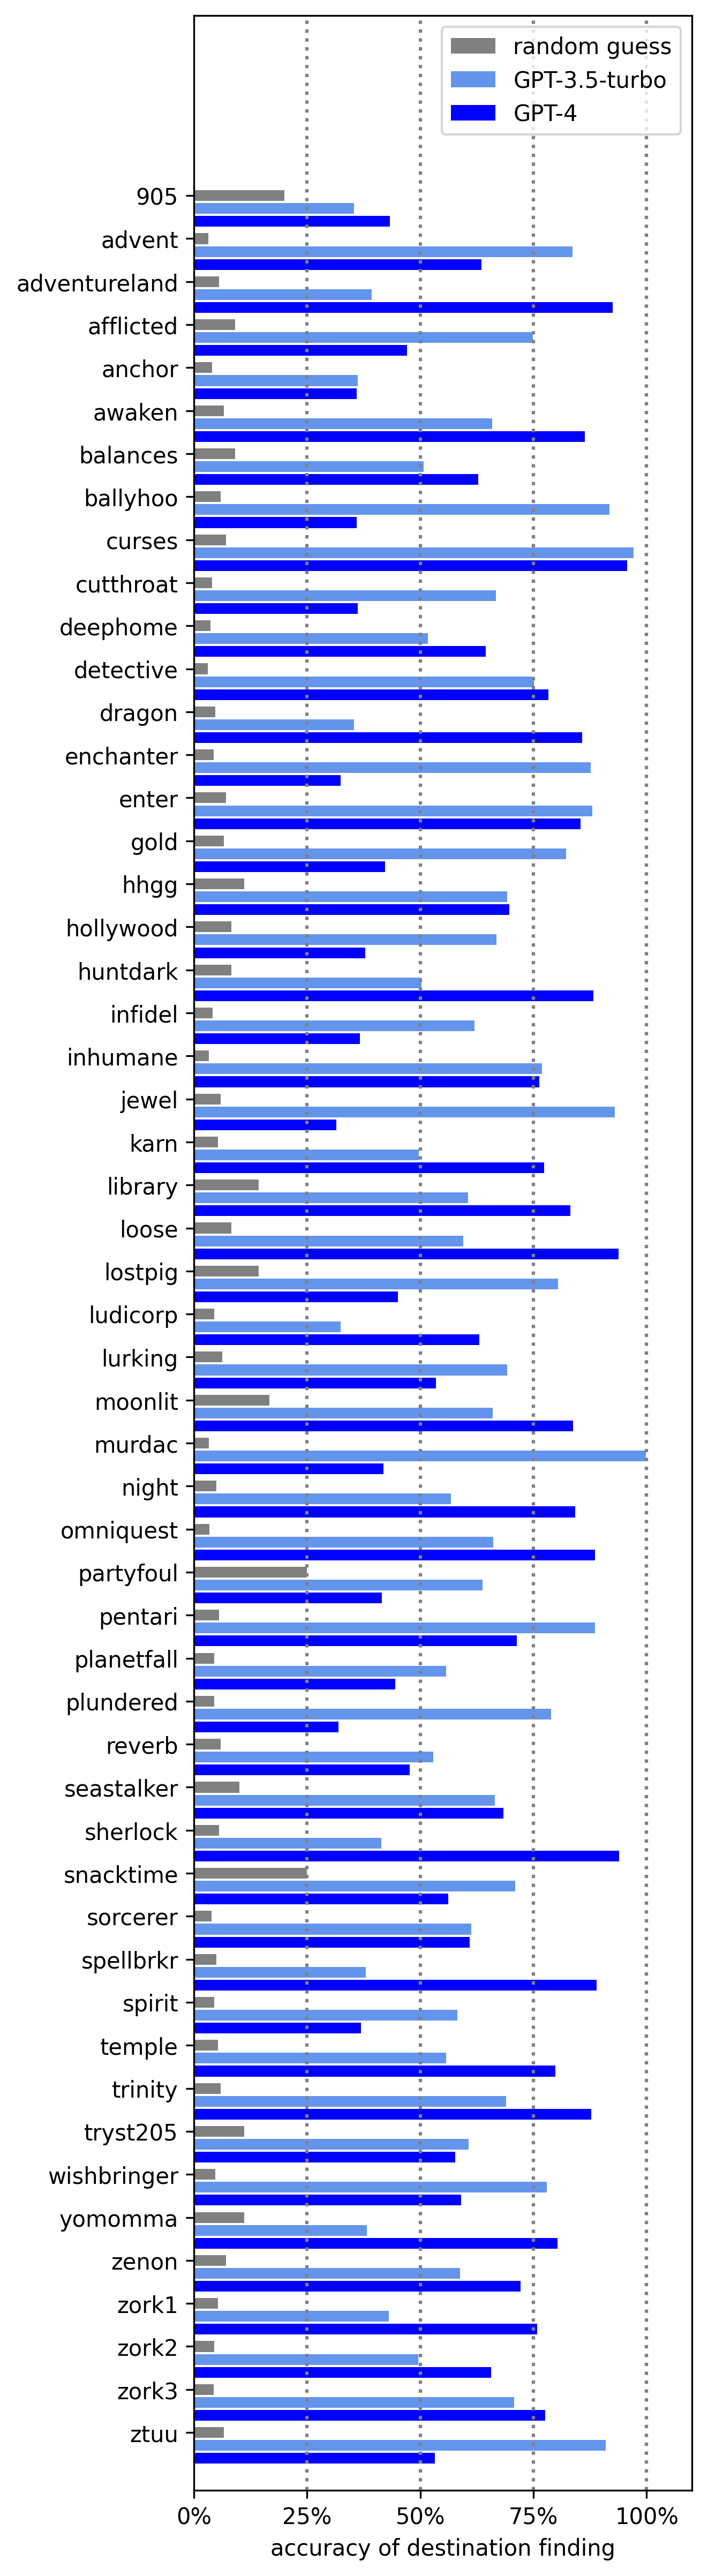 random guess
GPT-3.5-turbo
GPT-4
905
advent
adventureland
afflicted
anchor
awaken
balances
ballyhoo
curses
cutthroat
deephome
detective
dragon
enchanter
enter
gold
hhgg
hollywood
huntdark
infidel
inhumane
jewel
karn
library
loose
lostpig
ludicorp
lurking
moonlit
murdac
night
omniquest
partyfoul
pentari
planetfall
plundered
reverb
seastalker
sherlock
snacktime
sorcerer
spellbrkr
spirit
temple
trinity
tryst205
wishbringer
yomomma
zenon
zork1
zork2
zork3
ztuu
0% 25% 50% 75% 100%
accuracy of destination finding